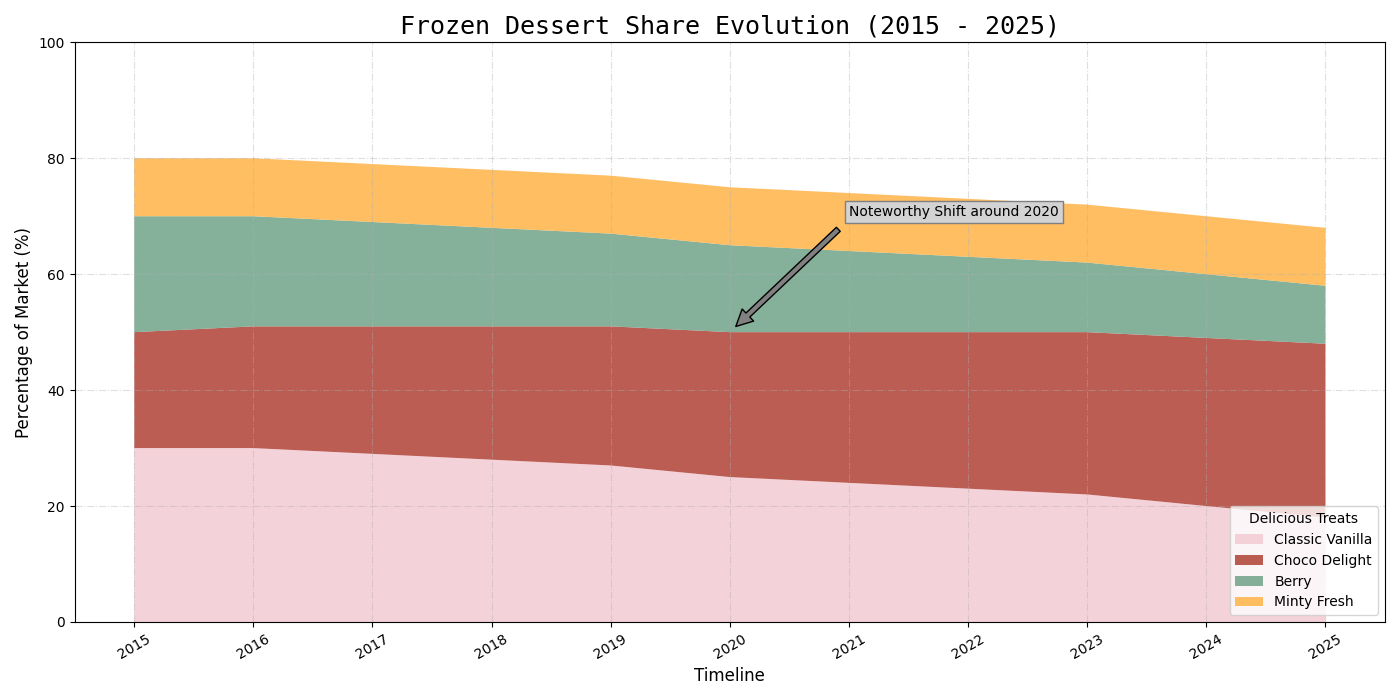 Frozen Dessert Share Evolution (2015 - 2025)
Percentage of Market (%)
100
80
60
40
20
0
Noteworthy Shift around 2020
Delicious Treats
Classic Vanilla
Choco Delight
Berry
Minty Fresh
2015 2016 2017 2018 2019 2020 2021 2022 2023 2024 2025
Timeline